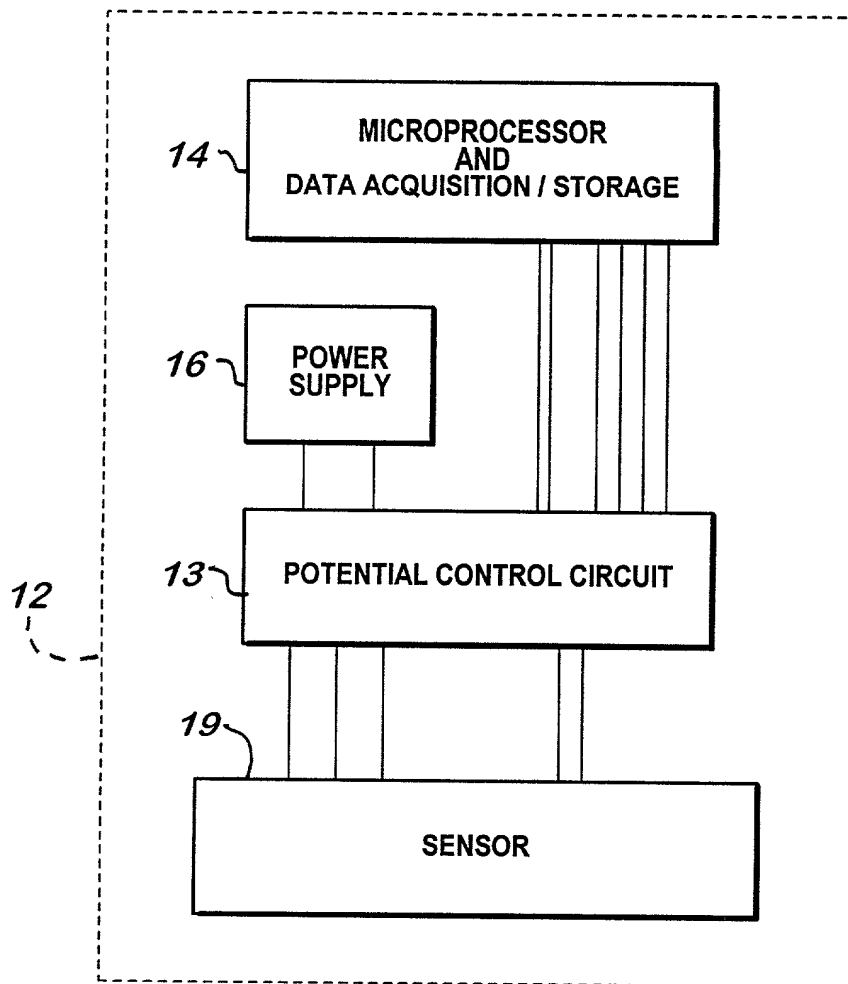 MICROPROCESSOR
AND
DATA ACQUISITION / STORAGE
14
POWER
SUPPLY
16
POTENTIAL CONTROL CIRCUIT
13
12
19
SENSOR